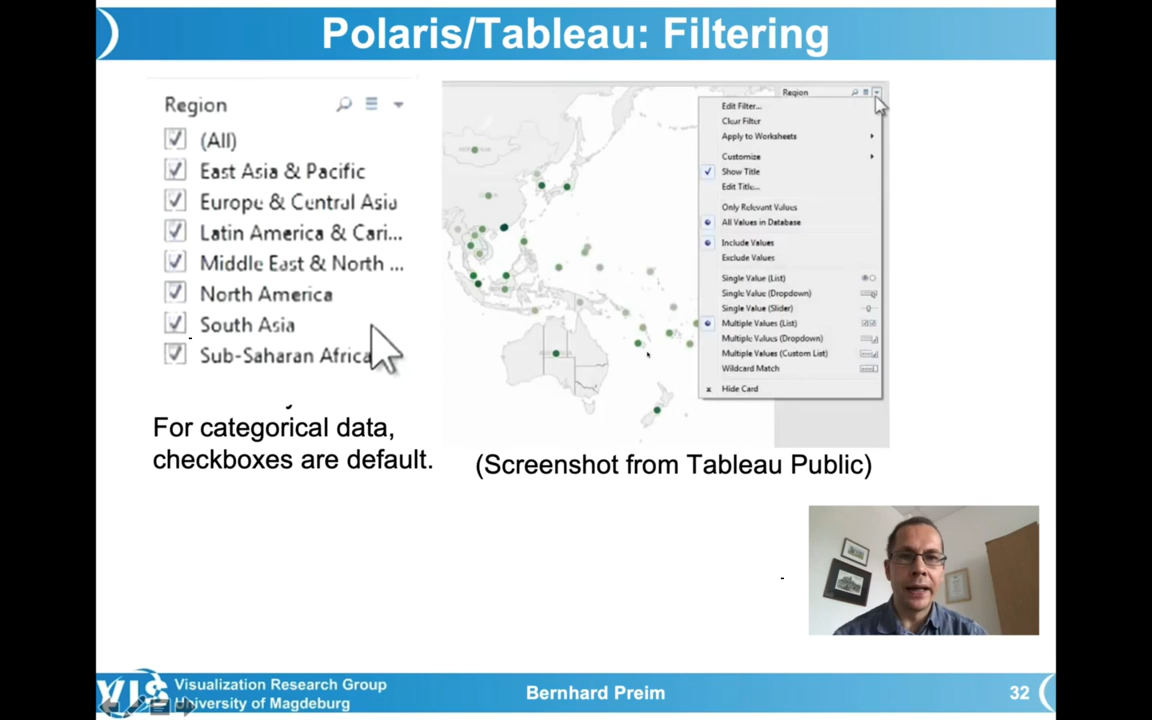 Polaris/Tableau: Filtering
Region
(All)
East Asia & Pacific
Europe & Central Asia
Latin America & Cari...
Middle East & North ...
North America
South Asia
Sub-Saharan Africa
For categorical data,
checkboxes are default.
Region
Edit Filter...
Clear Filter
Apply to Worksheets
Customize
Show Title
Edit Title...
Only Relevant Values
All Values in Database
Include Values
Exclude Values
Single Value (List)
Single Value (Dropdown)
Single Value (Slider)
Multiple Values (List)
Multiple Values (Dropdown)
Multiple Values (Custom List)
Wildcard Match
Hide Card
(Screenshot from Tableau Public)
VIS
Visualization Research Group
University of Magdeburg
Bernhard Preim
32